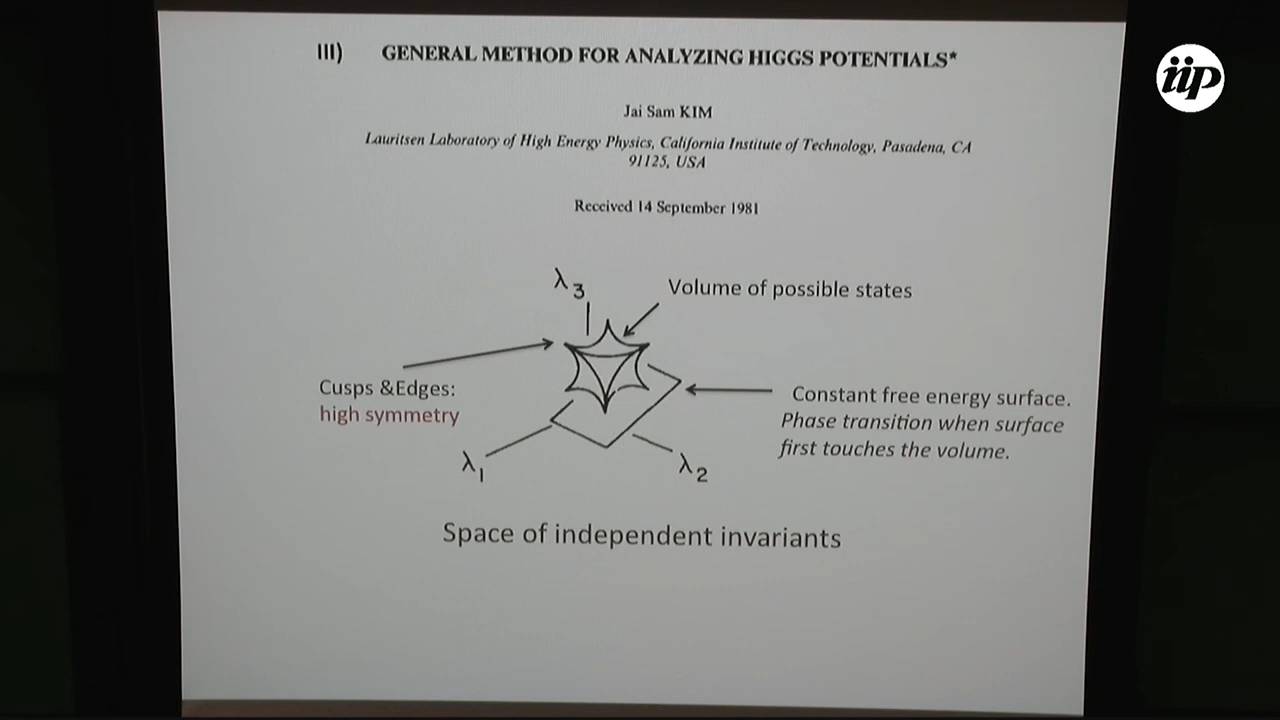 iip
III) GENERAL METHOD FOR ANALYZING HIGGS POTENTIALS*
Jai Sam KIM
Lauritsen Laboratory of High Energy Physics, California Institute of Technology, Pasadena, CA
91125, USA
Received 14 September 1981
λ3
Volume of possible states
Cusps &Edges:
high symmetry
Constant free energy surface.
Phase transition when surface
first touches the volume.
λ1
λ2
Space of independent invariants